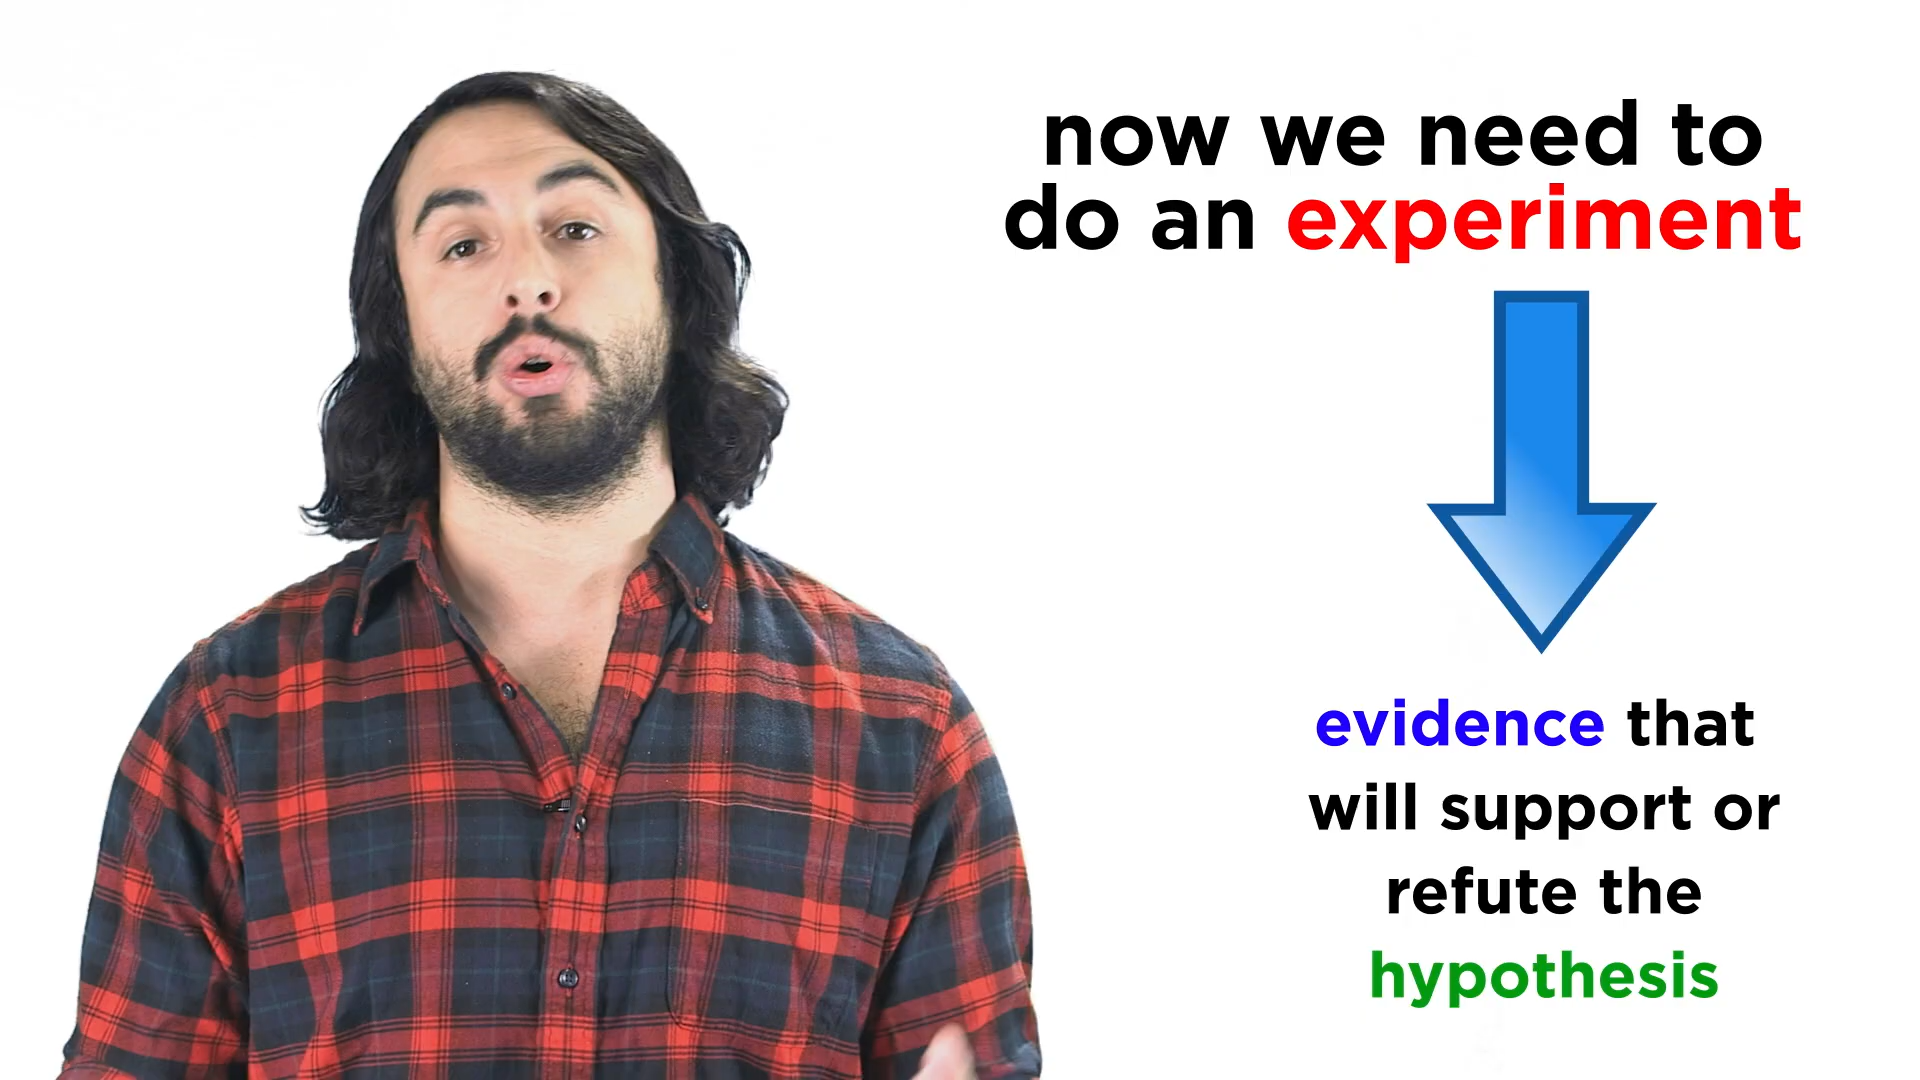 now we need to
do an experiment
evidence that
will support or
refute the
hypothesis